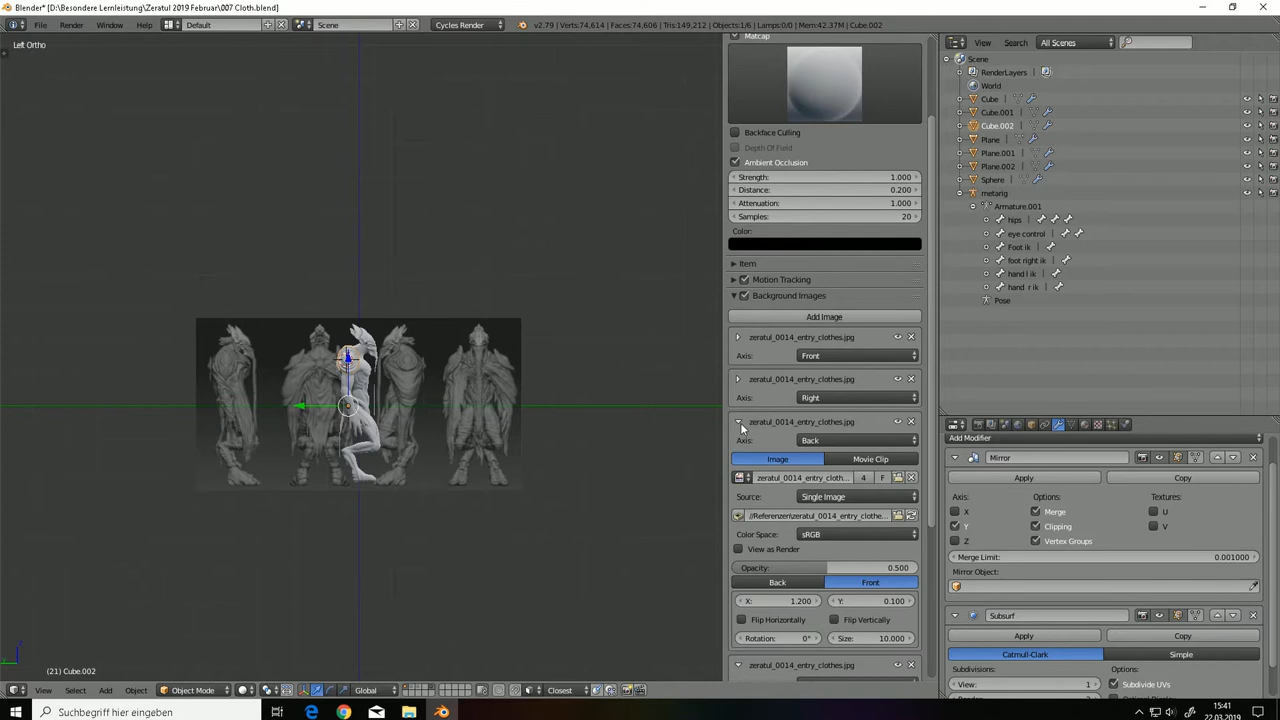 Blender* [D:\Besondere Lernleistung\Zeratul 2019 Februar\007 Cloth.blend]
File Render Window Help Default Scene Cycles Render v2.79 | Verts:74,614 | Faces:74,606 | Tris:149,212 | Objects:1/6 | Lamps:0/0 | Mem:42.37M | Cube.002
Left Ortho
Matcap
Backface Culling
Depth Of Field
Ambient Occlusion
Strength: 1.000
Distance: 0.200
Attenuation: 1.000
Samples: 20
Color:
Item
Motion Tracking
Background Images
Add Image
zeratul_0014_entry_clothes.jpg
Axis: Front
zeratul_0014_entry_clothes.jpg
Axis: Right
zeratul_0014_entry_clothes.jpg
Axis: Back
Image Movie Clip
zeratul_0014_entry_cloth... 4 F
Source: Single Image
//Referenzen\zeratul_0014_entry_clothe...
Color Space: sRGB
View as Render
Opacity: 0.500
Back Front
X: 1.200 Y: 0.100
Flip Horizontally Flip Vertically
Rotation: 0° Size: 10.000
zeratul_0014_entry_clothes.jpg
View Search All Scenes
Scene
RenderLayers
World
Cube
Cube.001
Cube.002
Plane
Plane.001
Plane.002
Sphere
metarig
Armature.001
hips
eye control
Foot ik
foot right ik
hand l ik
hand r ik
Pose
Add Modifier
Mirror
Apply Copy
Axis: Options: Textures:
X Merge U
Y Clipping V
Z Vertex Groups
Merge Limit: 0.001000
Mirror Object:
Subsurf
Apply Copy
Catmull-Clark Simple
Subdivisions: Options:
View: 1 Subdivide UVs
(21) Cube.002
View Select Add Object Object Mode Global Closest
Suchbegriff hier eingeben
15:41
22.03.2019